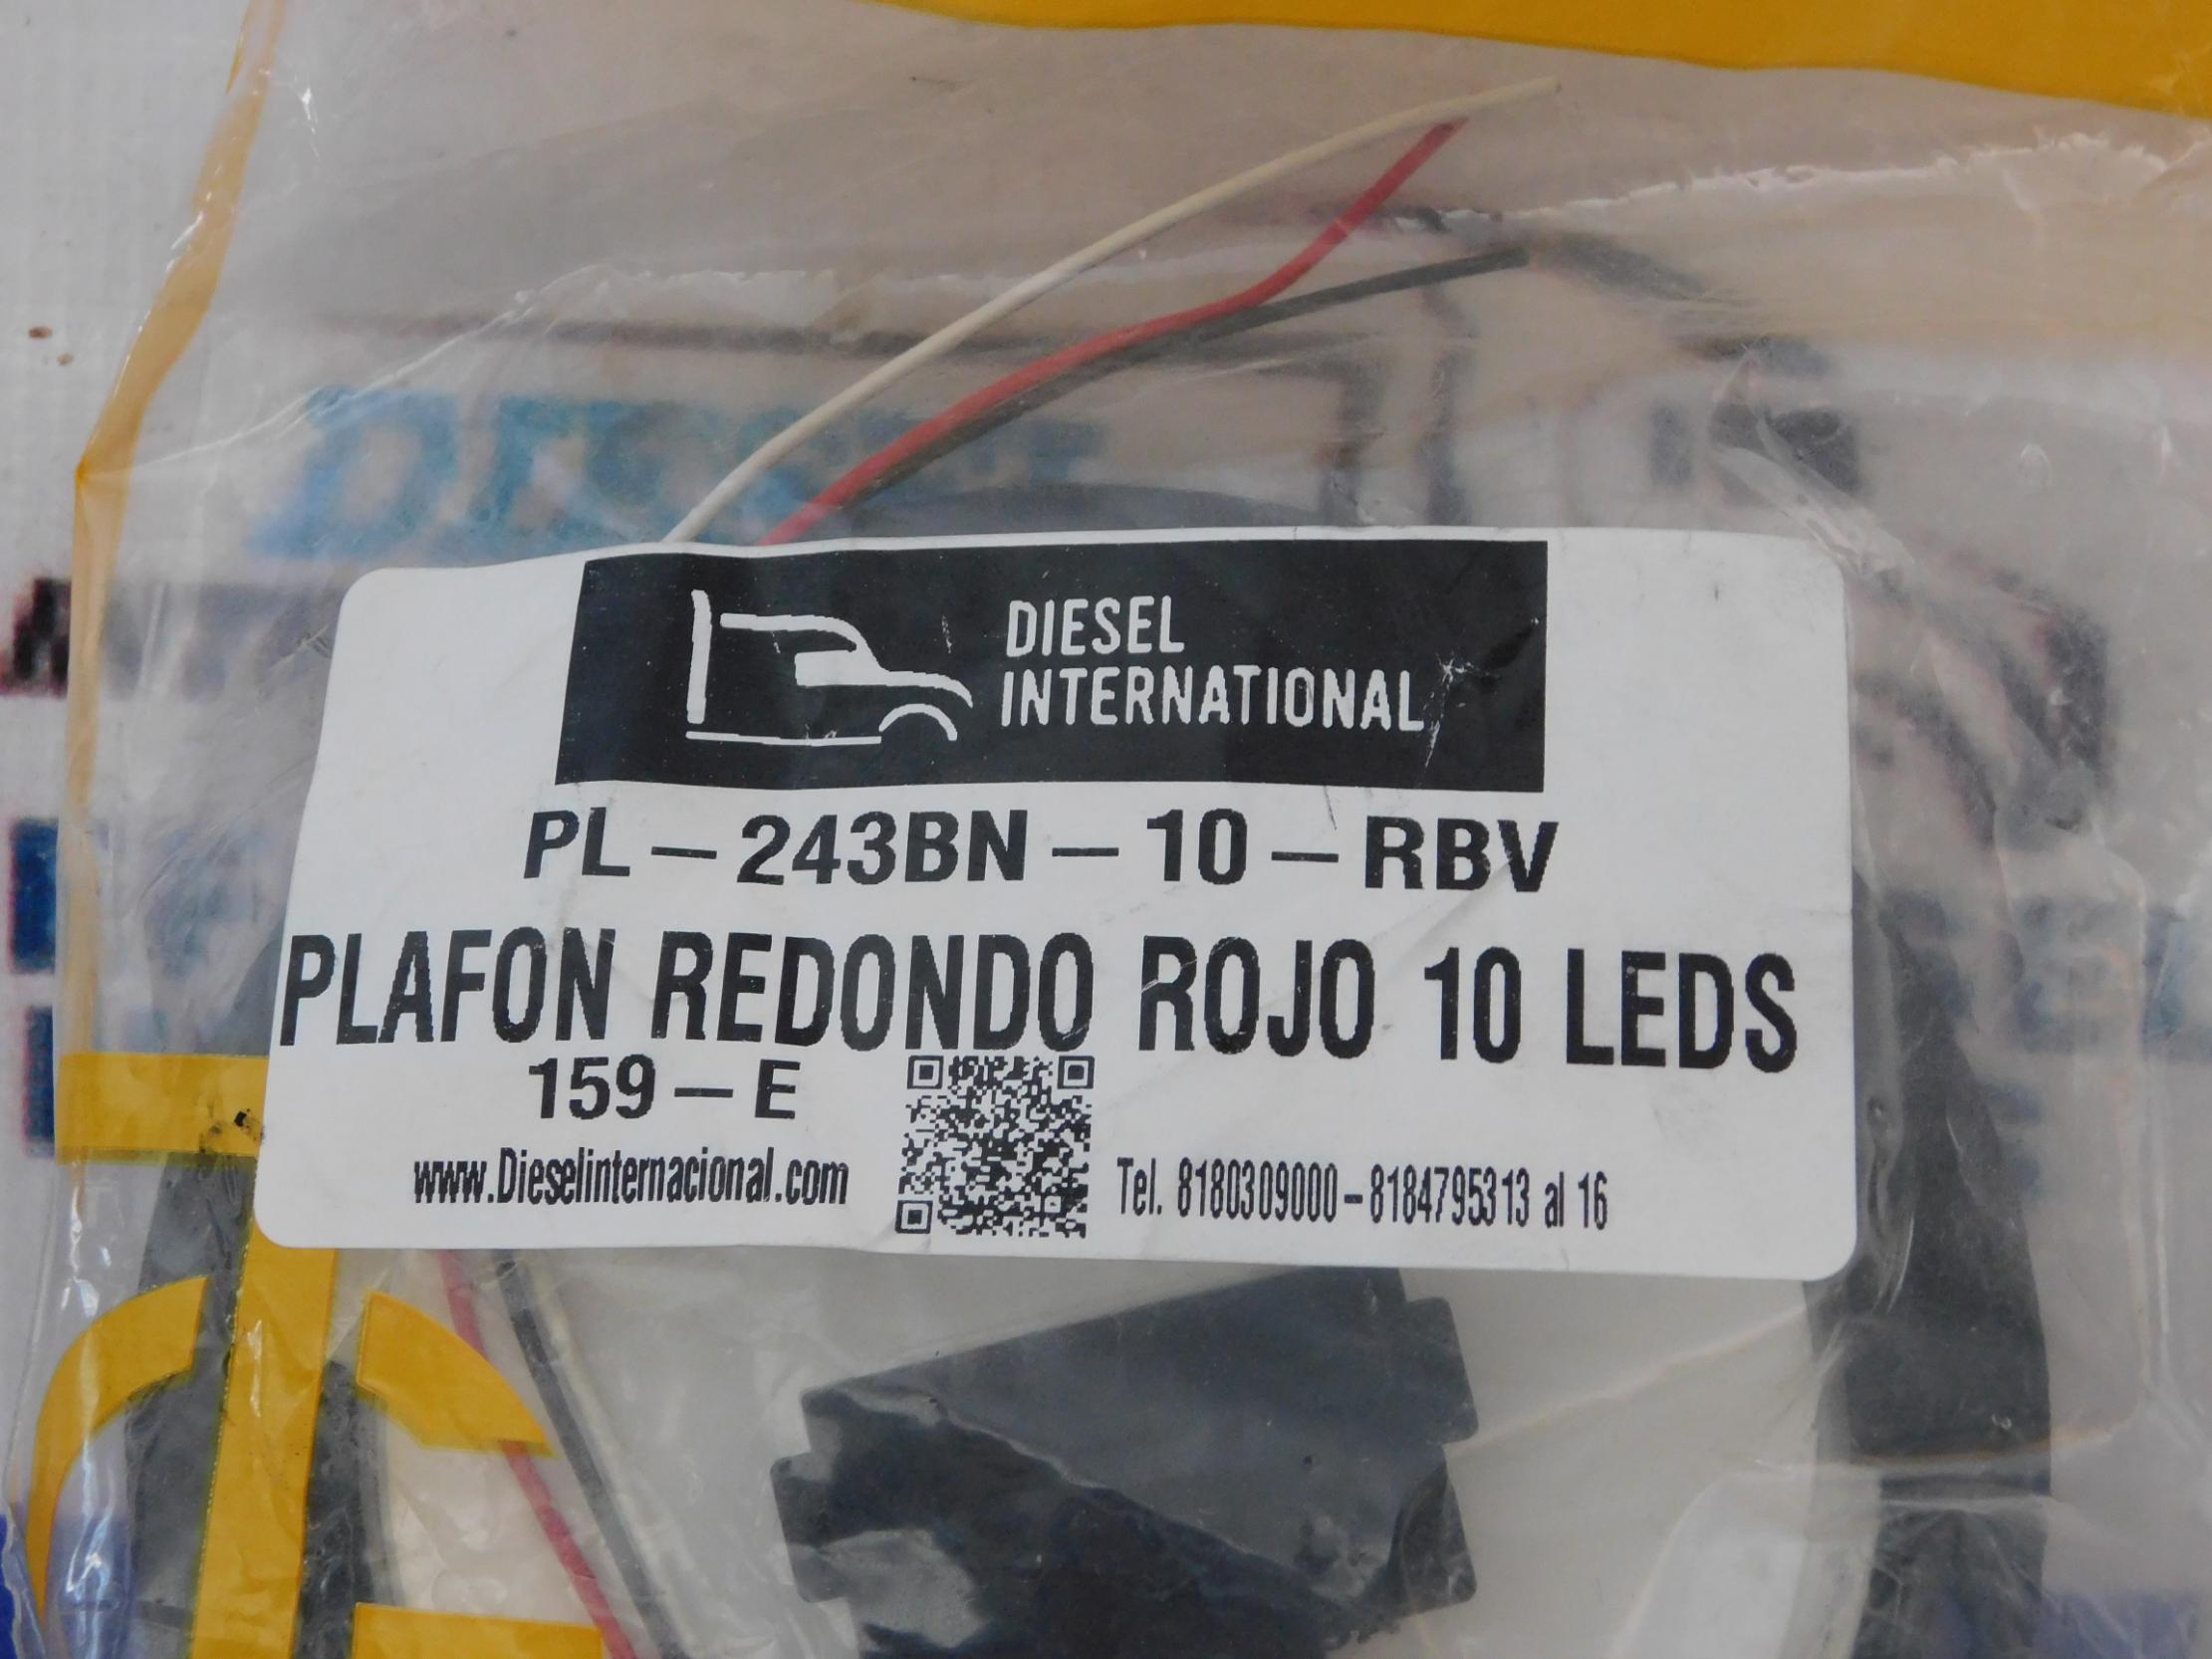 DIESEL
INTERNATIONAL
PL-243BN-10-RBV
PLAFON REDONDO ROJO 10 LEDS
159-E
www.Dieselinternacional.com
Tel. 8180309000-8184795313 al 16